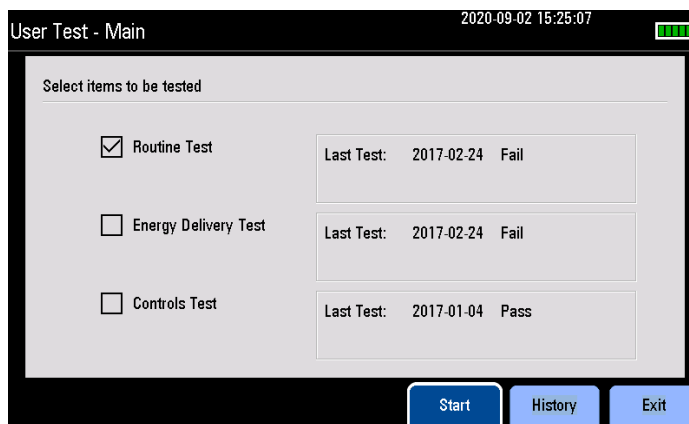 User Test - Main
2020-09-02 15:25:07
Select items to be tested
Routine Test
Last Test: 2017-02-24 Fail
Energy Delivery Test
Last Test: 2017-02-24 Fail
Controls Test
Last Test: 2017-01-04 Pass
Start History Exit